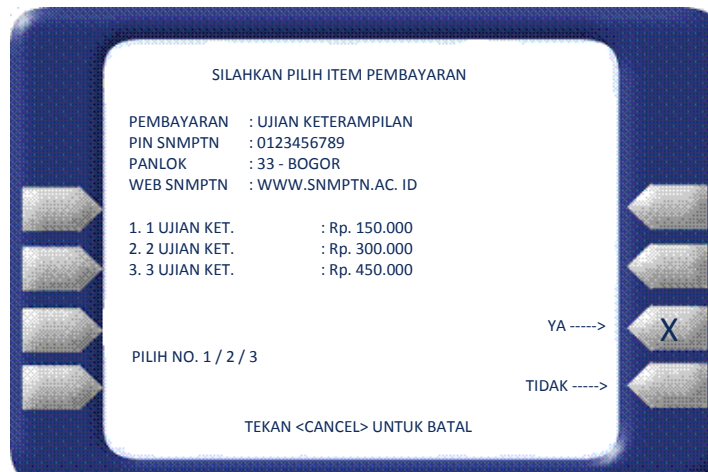 SILAHKAN PILIH ITEM PEMBAYARAN
PEMBAYARAN : UJIAN KETERAMPILAN
PIN SNMPTN : 0123456789
PANLOK : 33 - BOGOR
WEB SNMPTN : WWW.SNMPTN.AC. ID
1. 1 UJIAN KET. : Rp. 150.000
2. 2 UJIAN KET. : Rp. 300.000
3. 3 UJIAN KET. : Rp. 450.000
YA -----> X
PILIH NO. 1 / 2 / 3
TIDAK ----->
TEKAN <CANCEL> UNTUK BATAL